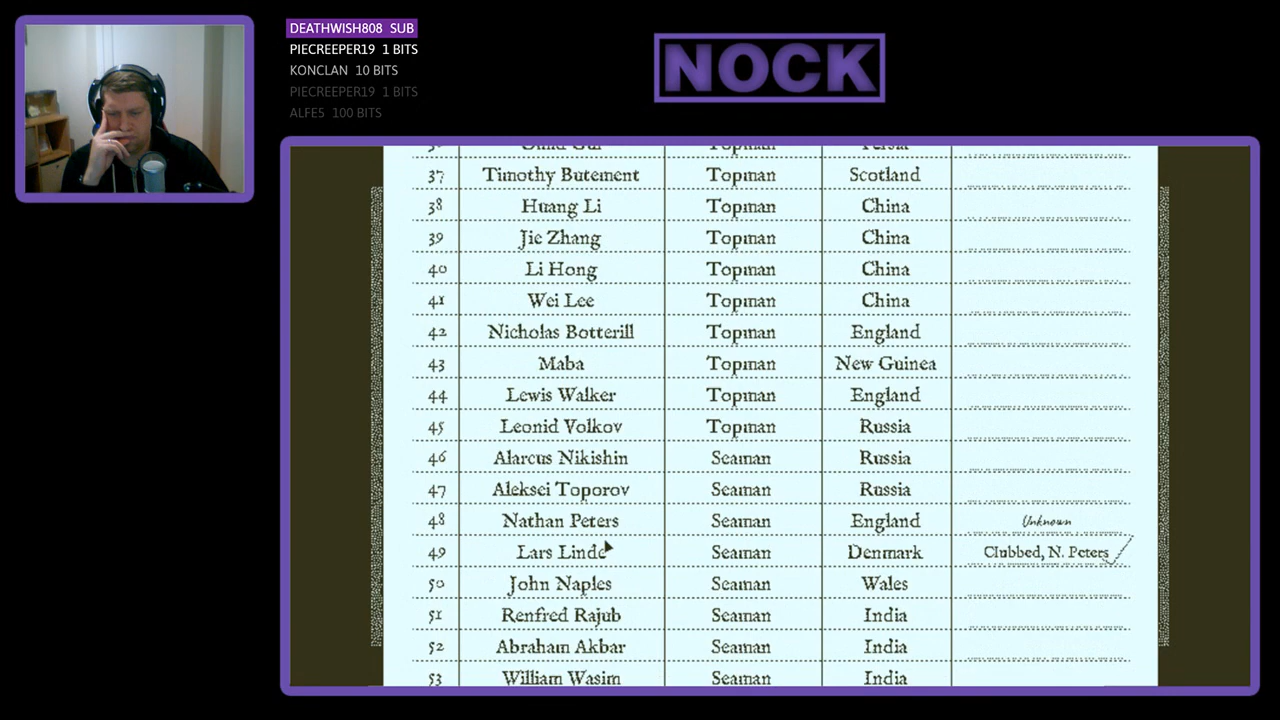 DEATHWISH808 SUB
PIECREEPER19 1 BITS
KONCLAN 10 BITS
PIECREEPER19 1 BITS
ALFE5 100 BITS
NOCK
37 Timothy Butement Topman Scotland
38 Huang Li Topman China
39 Jie Zhang Topman China
40 Li Hong Topman China
41 Wei Lee Topman China
42 Nicholas Botterill Topman England
43 Maba Topman New Guinea
44 Lewis Walker Topman England
45 Leonid Volkov Topman Russia
46 Alarcus Nikishin Seaman Russia
47 Aleksei Toporov Seaman Russia
48 Nathan Peters Seaman England Unknown
49 Lars Linde Seaman Denmark Clubbed, N. Peters
50 John Naples Seaman Wales
51 Renfred Rajub Seaman India
52 Abraham Akbar Seaman India
53 William Wasim Seaman India